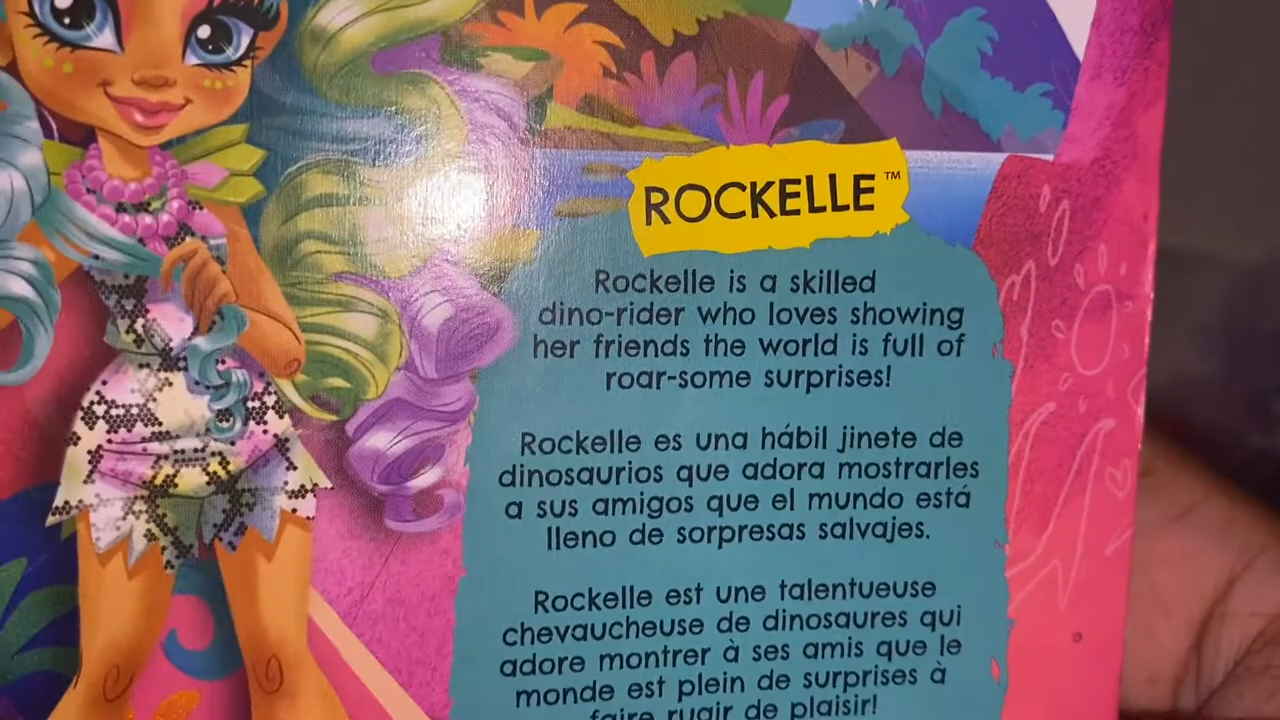 ROCKELLE™
Rockelle is a skilled
dino-rider who loves showing
her friends the world is full of
roar-some surprises!
Rockelle es una hábil jinete de
dinosaurios que adora mostrarles
a sus amigos que el mundo está
lleno de sorpresas salvajes.
Rockelle est une talentueuse
chevaucheuse de dinosaures qui
adore montrer à ses amis que le
monde est plein de surprises à
faire rugir de plaisir!